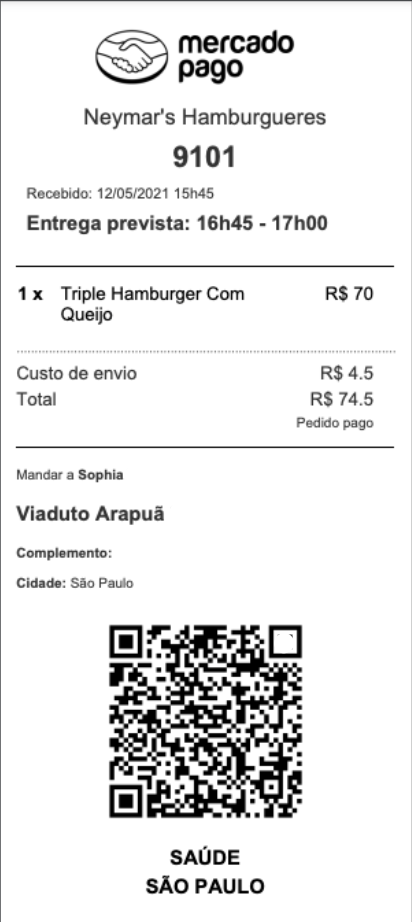 mercado
pago
Neymar's Hamburgueres
9101
Recebido: 12/05/2021 15h45
Entrega prevista: 16h45 - 17h00
1 x Triple Hamburger Com R$ 70
Queijo
Custo de envio R$ 4.5
Total R$ 74.5
Pedido pago
Mandar a Sophia
Viaduto Arapuã
Complemento:
Cidade: São Paulo
SAÚDE
SÃO PAULO